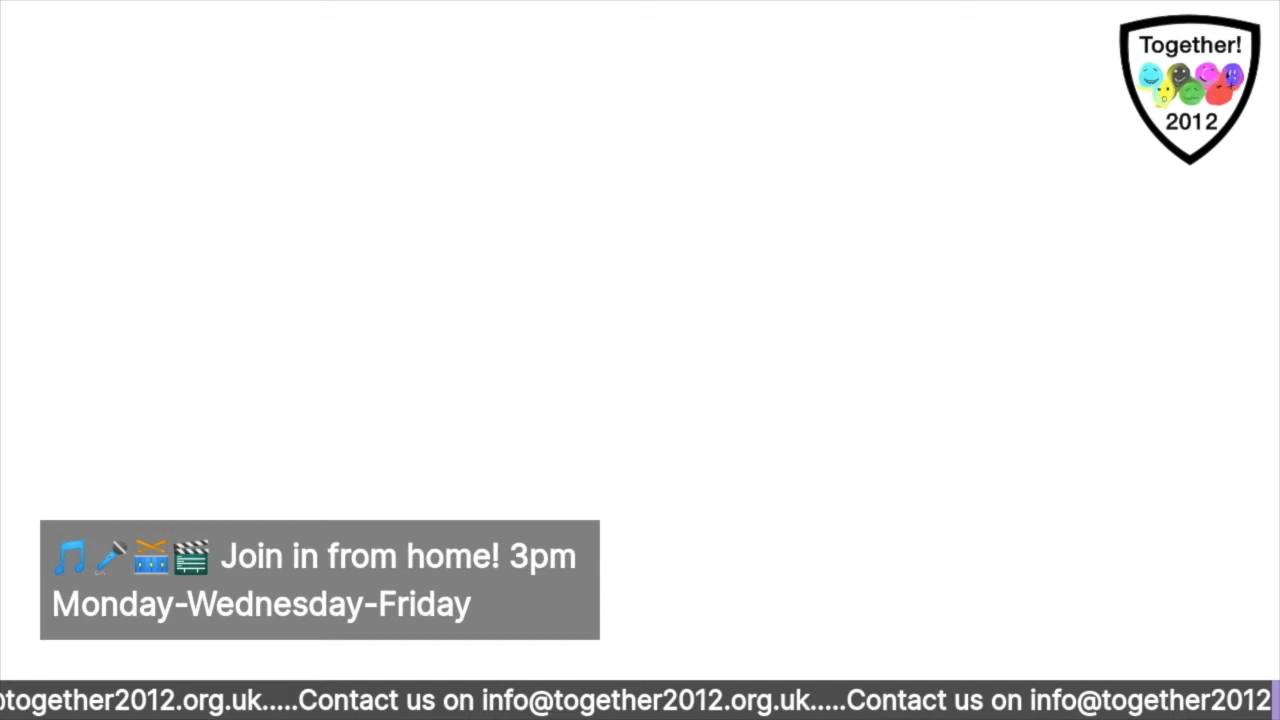 Together!
2012
🎵🎤🥁🎬 Join in from home! 3pm
Monday-Wednesday-Friday
together2012.org.uk.....Contact us on info@together2012.org.uk.....Contact us on info@together2012